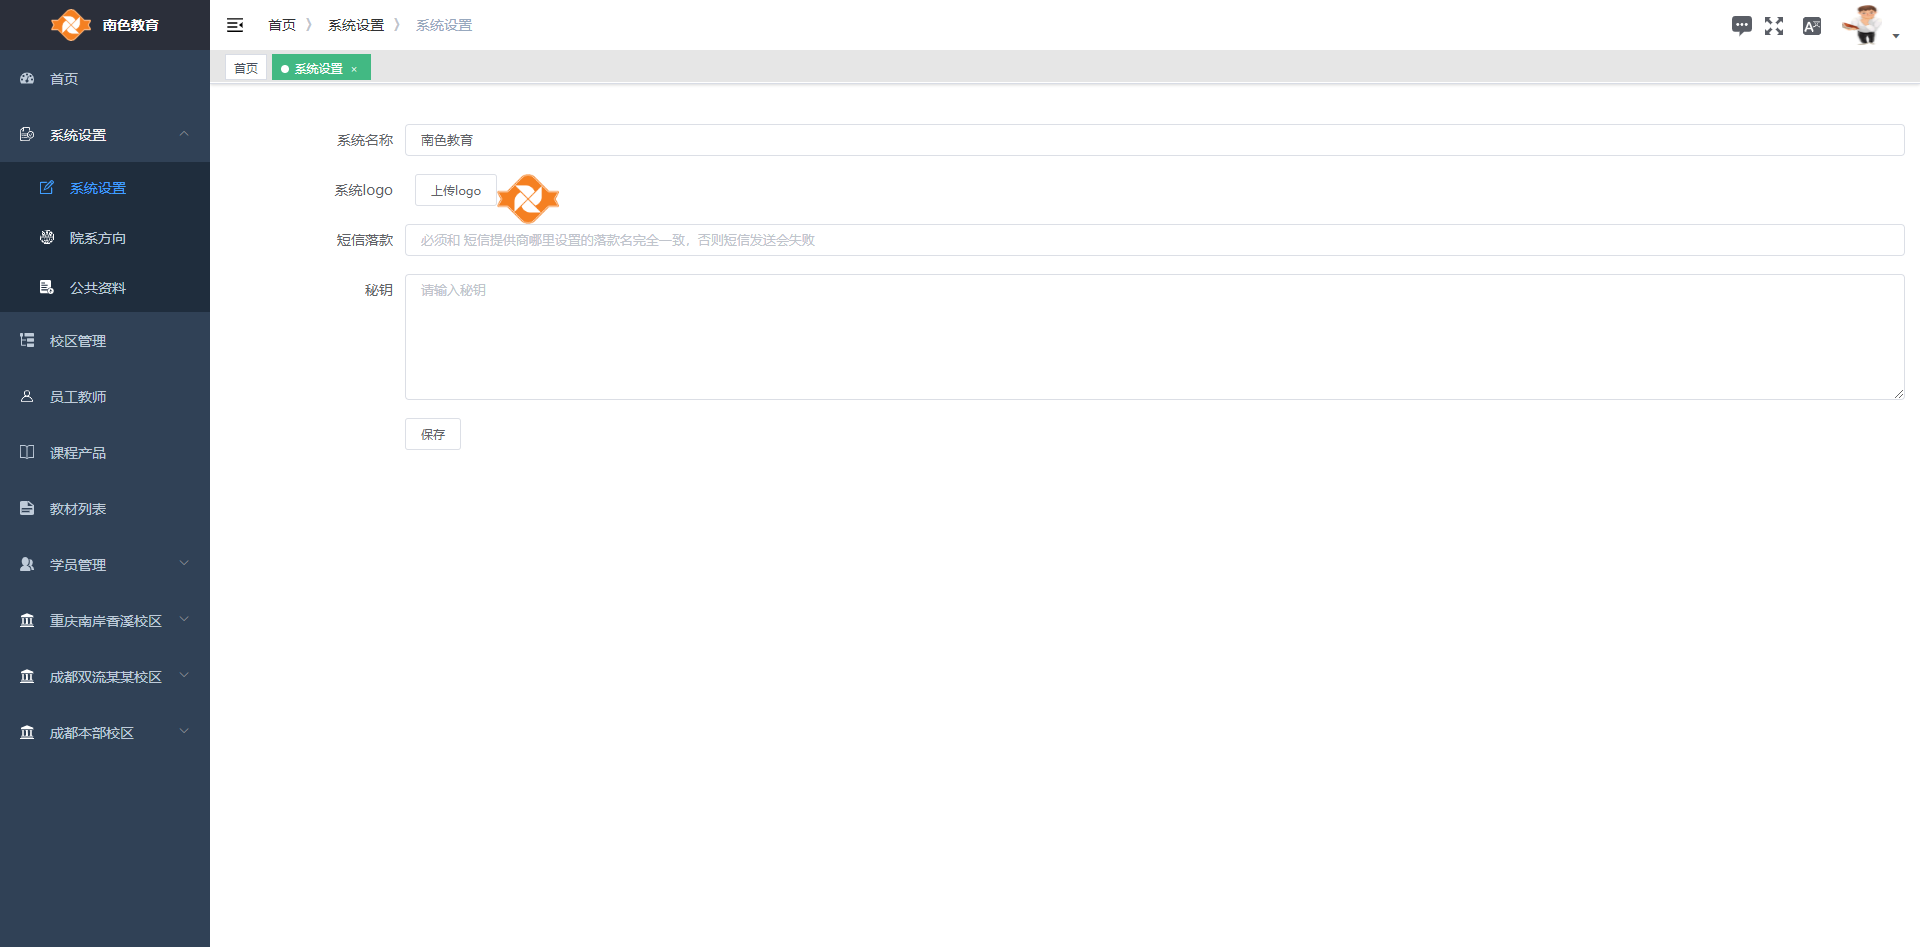 南色教育
首页 》 系统设置 》 系统设置
首页
系统设置 ×
首页
系统设置
系统设置
院系方向
公共资料
校区管理
员工教师
课程产品
教材列表
学员管理
重庆南岸香溪校区
成都双流某某校区
成都本部校区
系统名称 南色教育
系统logo 上传logo
短信落款 必须和 短信提供商哪里设置的落款名完全一致，否则短信发送会失败
秘钥 请输入秘钥
保存